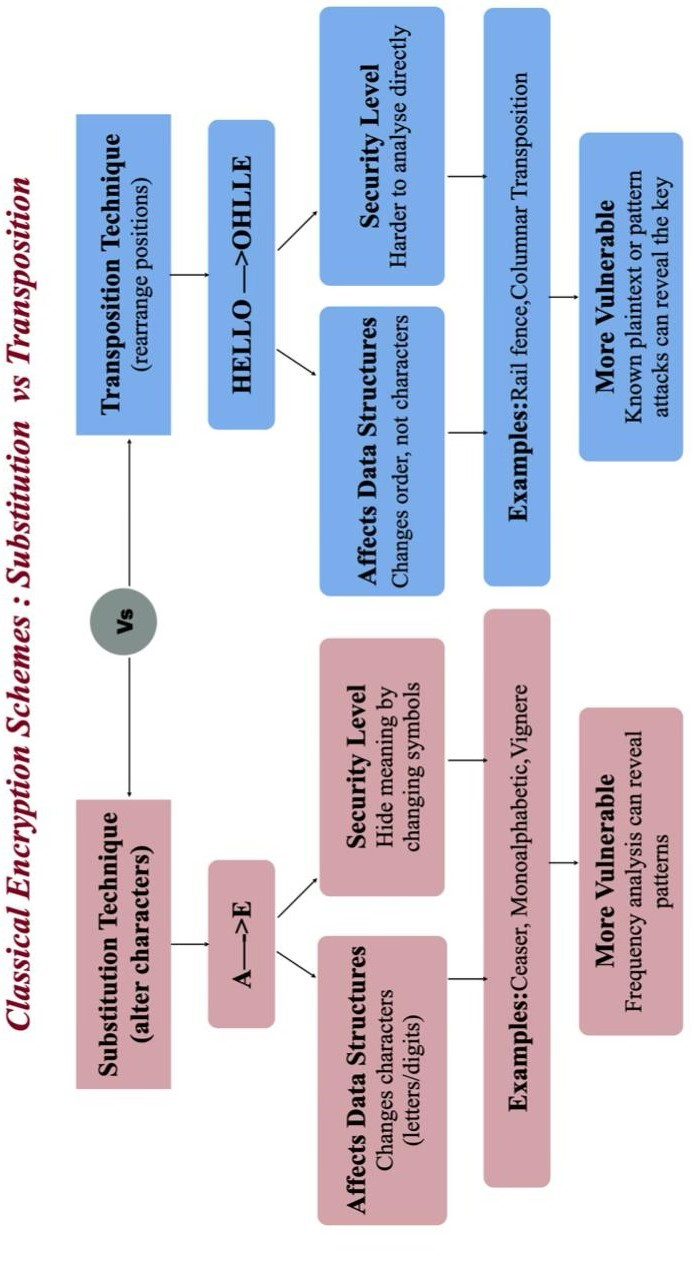 Classical Encryption Schemes : Substitution vs Transposition
Substitution Technique
(alter characters)
Vs
Transposition Technique
(rearrange positions)
A—->E
HELLO —>OHLLE
Affects Data Structures
Changes characters
(letters/digits)
Security Level
Hide meaning by
changing symbols
Affects Data Structures
Changes order, not characters
Security Level
Harder to analyse directly
Examples:Ceaser, Monoalphabetic,Vignere
Examples:Rail fence,Columnar Transposition
More Vulnerable
Frequency analysis can reveal
patterns
More Vulnerable
Known plaintext or pattern
attacks can reveal the key